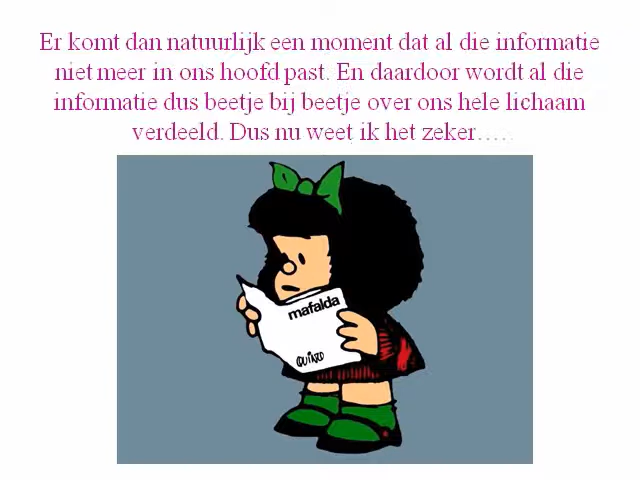 Er komt dan natuurlijk een moment dat al die informatie
niet meer in ons hoofd past. En daardoor wordt al die
informatie dus beetje bij beetje over ons hele lichaam
verdeeld. Dus nu weet ik het zeker.....
mafalda
QUINO